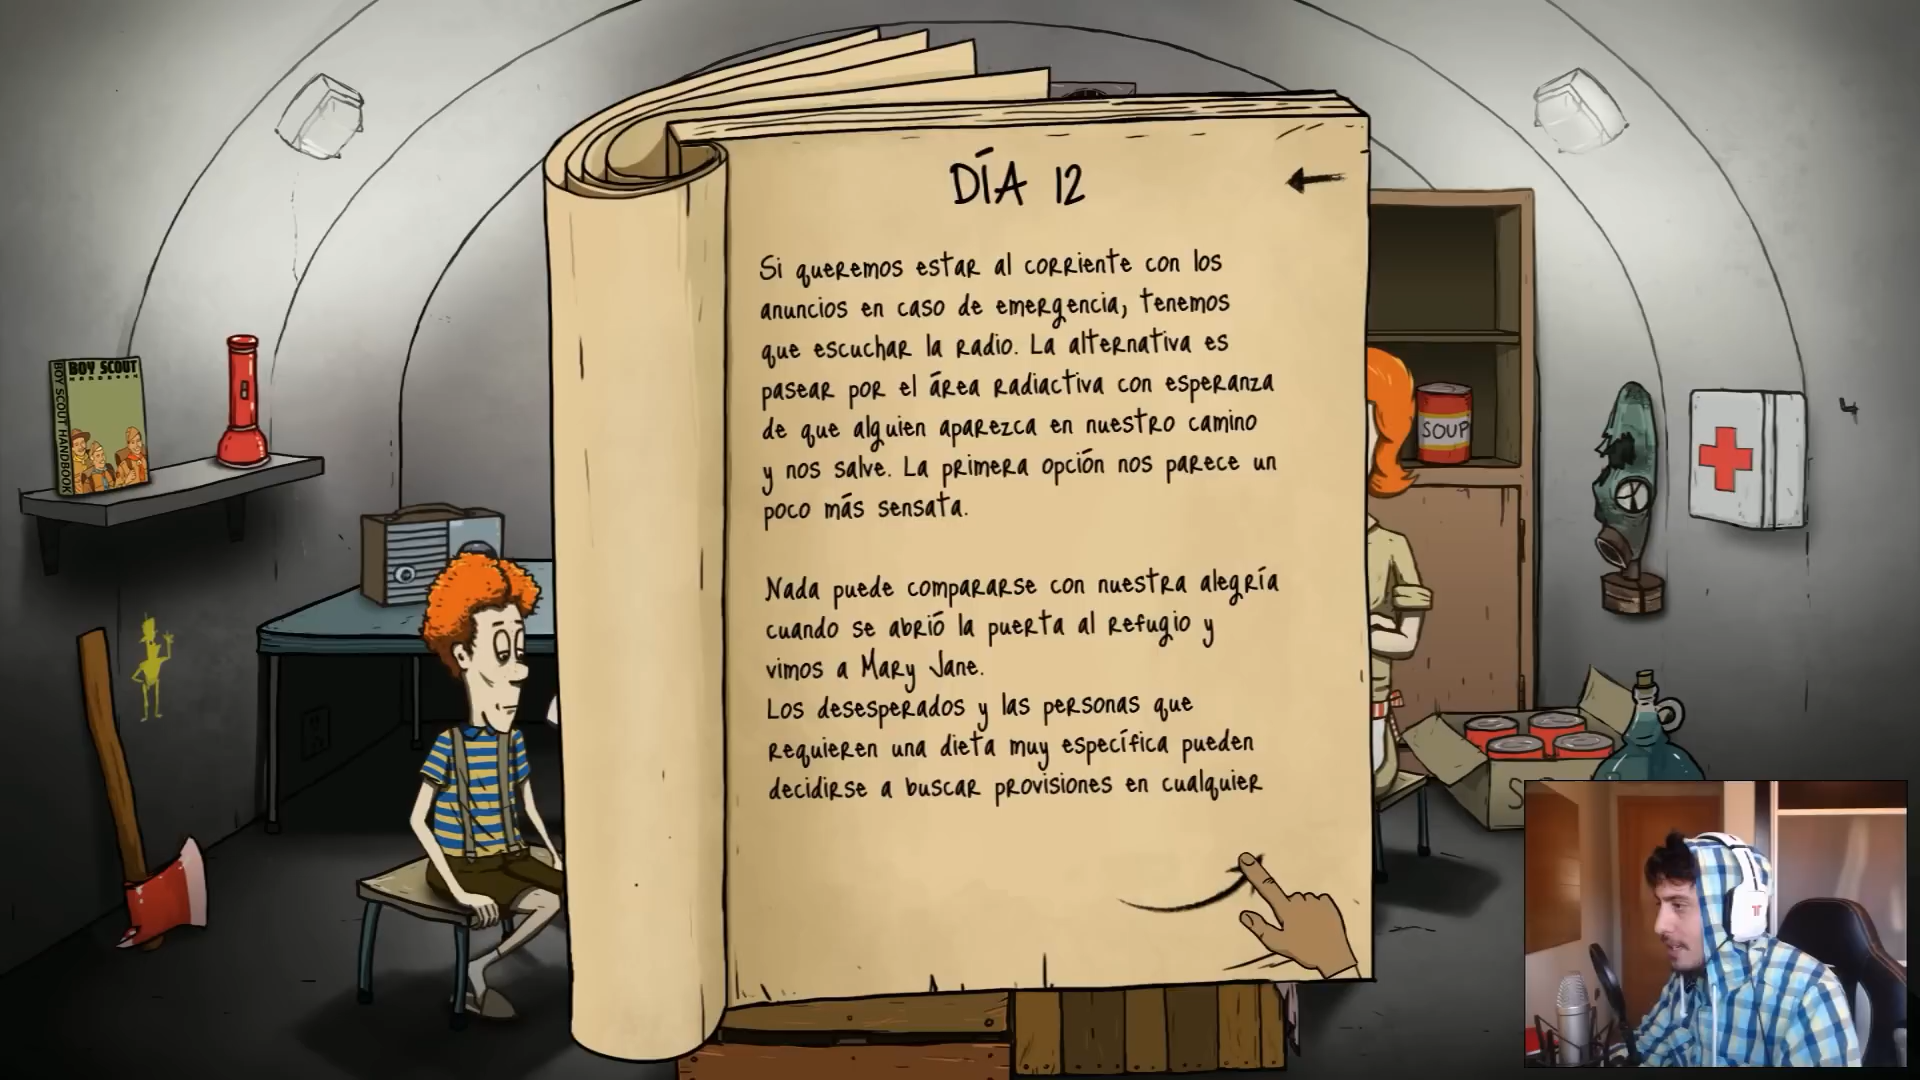 DÍA 12
Si queremos estar al corriente con los
anuncios en caso de emergencia, tenemos
que escuchar la radio. La alternativa es
pasear por el área radiactiva con esperanza
de que alguien aparezca en nuestro camino
y nos salve. La primera opción nos parece un
poco más sensata.
Nada puede compararse con nuestra alegría
cuando se abrió la puerta al refugio y
vimos a Mary Jane.
Los desesperados y las personas que
requieren una dieta muy específica pueden
decidirse a buscar provisiones en cualquier
BOY SCOUT
HANDBOOK
BOY SCOUT HANDBOOK
SOUP